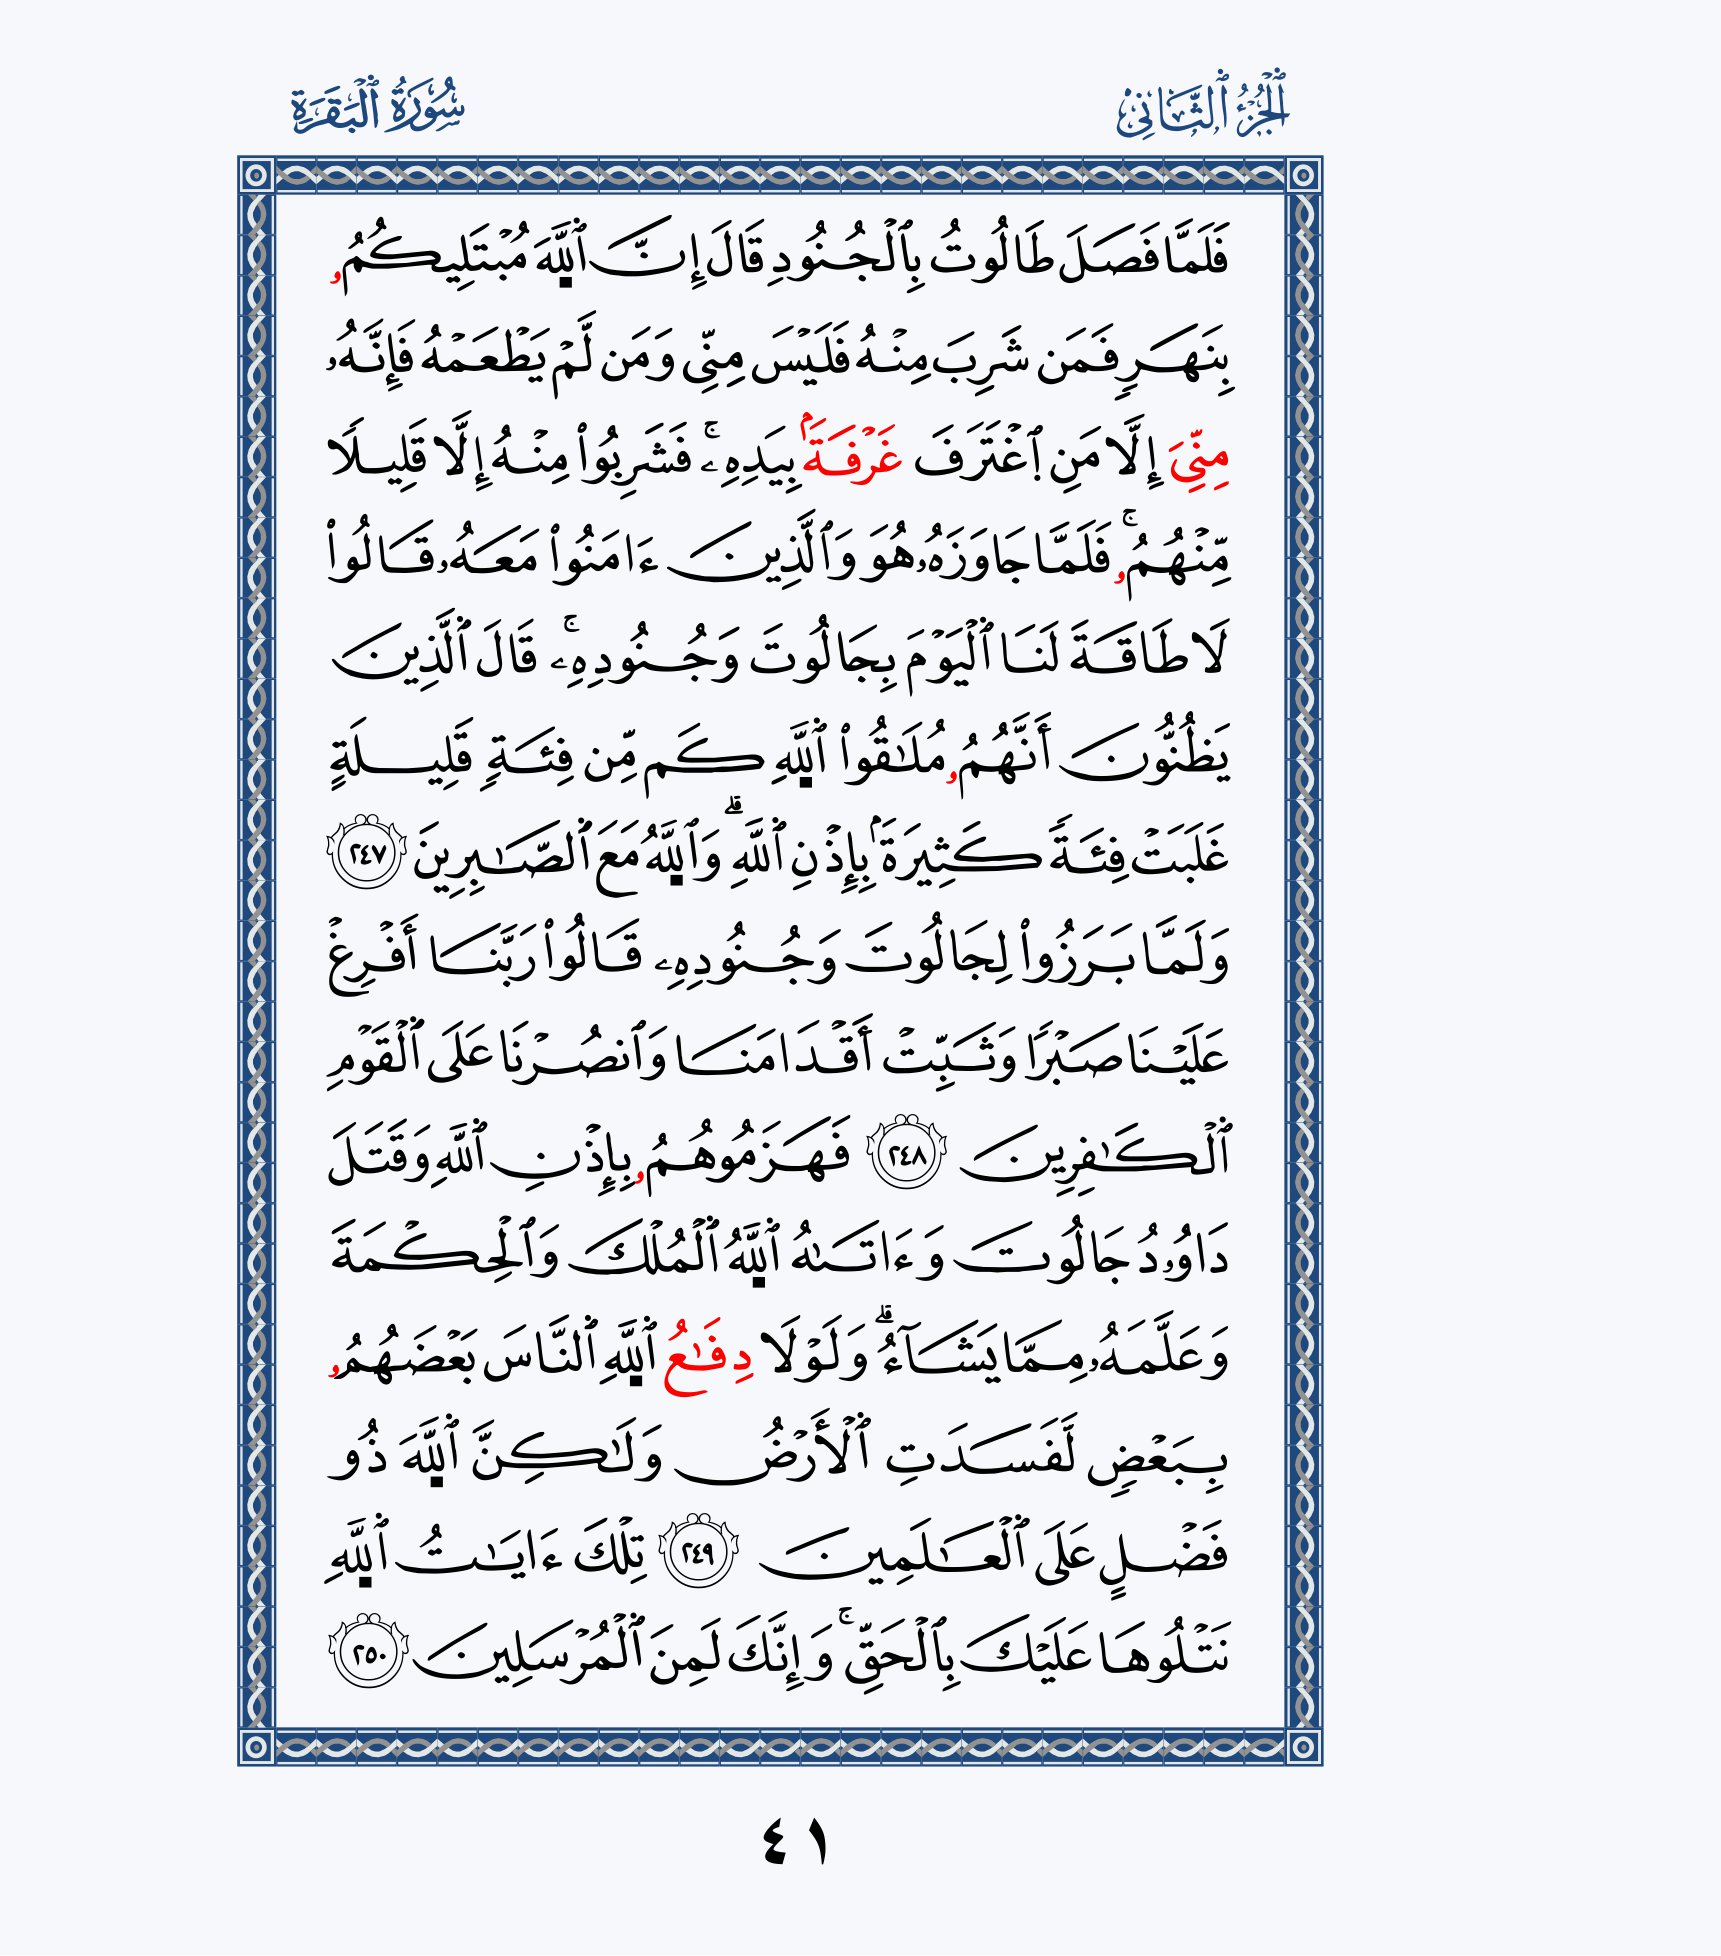 ٱلْجُزْءُ ٱلثَّانِي
سُورَةُ ٱلْبَقَرَةِ
فَلَمَّا فَصَلَ طَالُوتُ بِٱلْجُنُودِ قَالَ إِنَّ ٱللَّهَ مُبْتَلِيكُمُۥ
بِنَهَرٍ فَمَن شَرِبَ مِنْهُ فَلَيْسَ مِنِّى وَمَن لَّمْ يَطْعَمْهُ فَإِنَّهُۥ
مِنِّىَ إِلَّا مَنِ ٱغْتَرَفَ غَرْفَةَۢ بِيَدِهِۦۚ فَشَرِبُوا۟ مِنْهُ إِلَّا قَلِيلًا
مِّنْهُمُۥۚ فَلَمَّا جَاوَزَهُۥ هُوَ وَٱلَّذِينَ ءَامَنُوا۟ مَعَهُۥ قَالُوا۟
لَا طَاقَةَ لَنَا ٱلْيَوْمَ بِجَالُوتَ وَجُنُودِهِۦۚ قَالَ ٱلَّذِينَ
يَظُنُّونَ أَنَّهُمُۥ مُلَٰقُوا۟ ٱللَّهِ كَم مِّن فِئَةٍ قَلِيلَةٍ
غَلَبَتْ فِئَةً كَثِيرَةَۢ بِإِذْنِ ٱللَّهِۗ وَٱللَّهُ مَعَ ٱلصَّٰبِرِينَ ٢٤٧
وَلَمَّا بَرَزُوا۟ لِجَالُوتَ وَجُنُودِهِۦ قَالُوا۟ رَبَّنَا أَفْرِغْ
عَلَيْنَا صَبْرًا وَثَبِّتْ أَقْدَامَنَا وَٱنصُرْنَا عَلَى ٱلْقَوْمِ
ٱلْكَٰفِرِينَ ٢٤٨ فَهَزَمُوهُمُۥ بِإِذْنِ ٱللَّهِ وَقَتَلَ
دَاوُۥدُ جَالُوتَ وَءَاتَىٰهُ ٱللَّهُ ٱلْمُلْكَ وَٱلْحِكْمَةَ
وَعَلَّمَهُۥ مِمَّا يَشَآءُۗ وَلَوْلَا دِفَٰعُ ٱللَّهِ ٱلنَّاسَ بَعْضَهُمُۥ
بِبَعْضٍ لَّفَسَدَتِ ٱلْأَرْضُ وَلَٰكِنَّ ٱللَّهَ ذُو
فَضْلٍ عَلَى ٱلْعَٰلَمِينَ ٢٤٩ تِلْكَ ءَايَٰتُ ٱللَّهِ
نَتْلُوهَا عَلَيْكَ بِٱلْحَقِّۚ وَإِنَّكَ لَمِنَ ٱلْمُرْسَلِينَ ٢٥٠
٤١